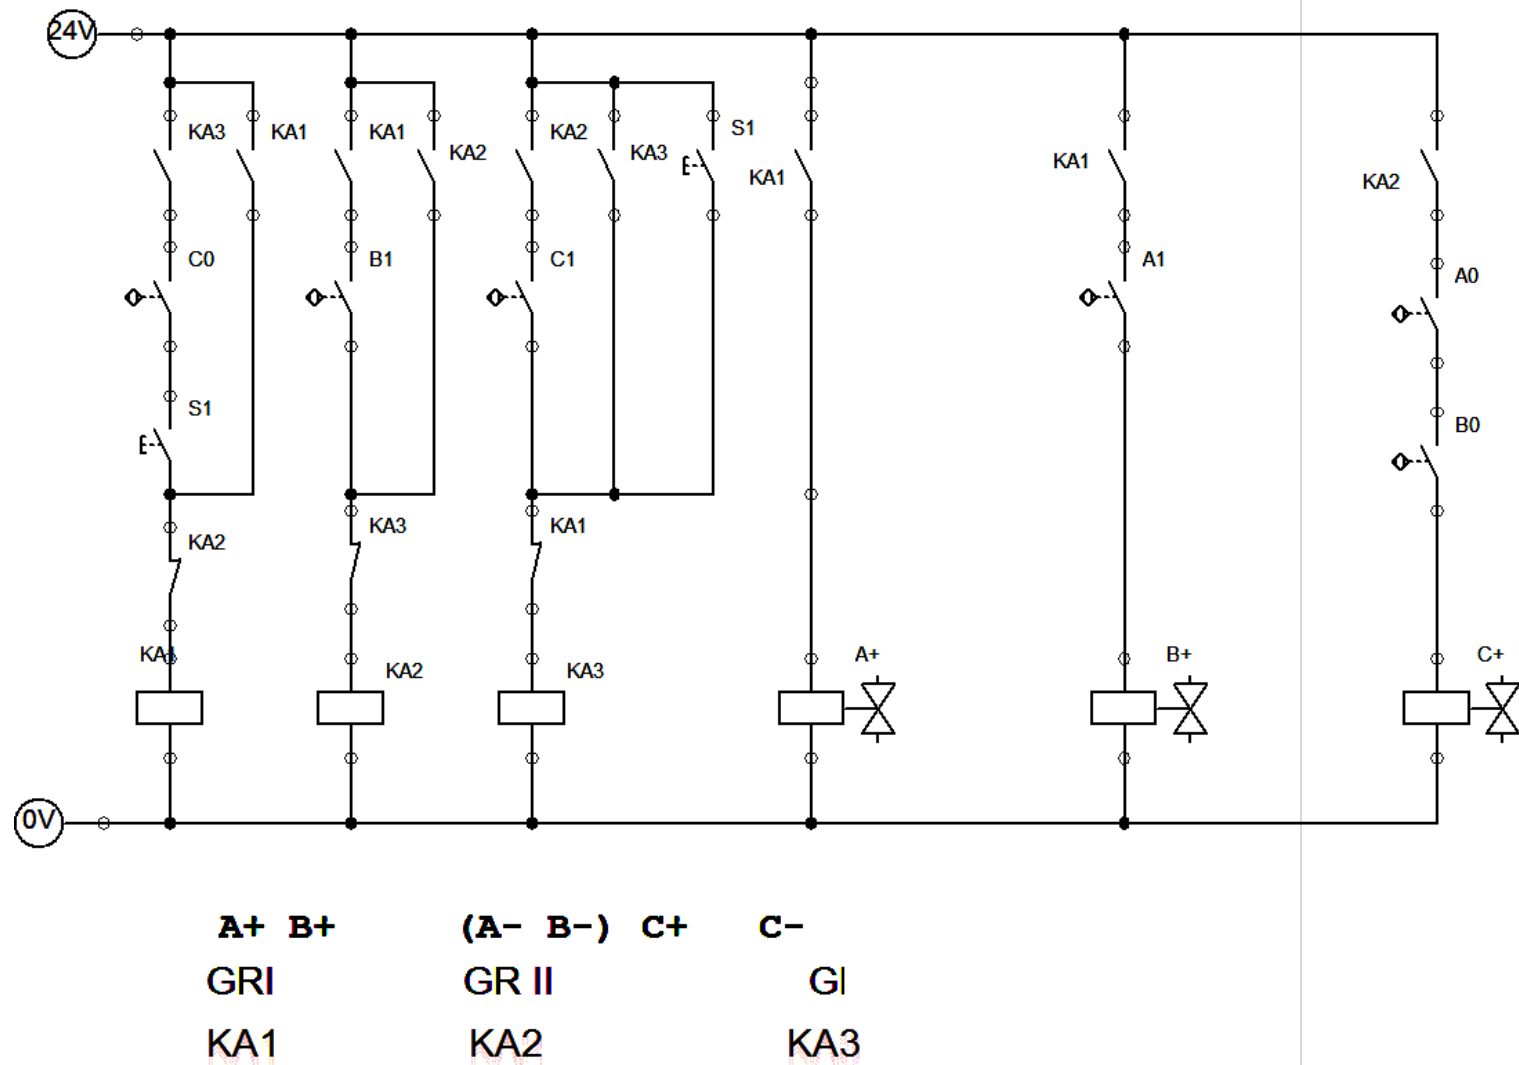 24V
KA3 KA1 KA1 KA2 KA2 KA3 S1 KA1 KA1 KA2
C0 B1 C1 A1 A0
S1 B0
KA2 KA3 KA1
KA1 KA2 KA3 A+ B+ C+
0V
A+ B+ (A- B-) C+ C-
GRI GR II GI
KA1 KA2 KA3